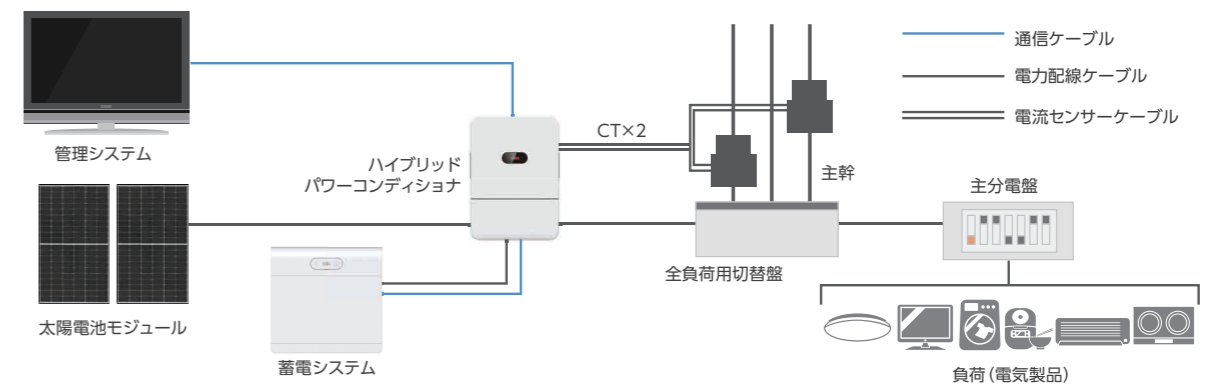 通信ケーブル
電力配線ケーブル
電流センサーケーブル
管理システム
CT×2
ハイブリッド
パワーコンディショナ
主幹
主分電盤
全負荷用切替盤
太陽電池モジュール
蓄電システム
負荷(電気製品)